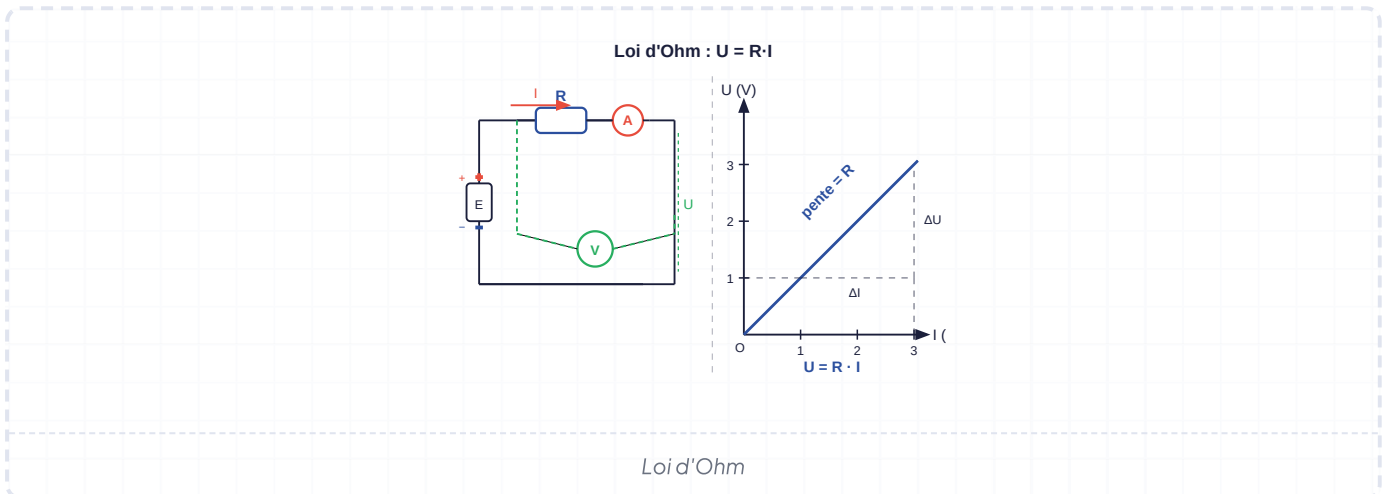 Loi d'Ohm : U = R·I
I
R
A
+
E
−
V
U
U (V)
3
2
1
O
1
2
3
I (
pente = R
ΔU
ΔI
U = R · I
Loi d'Ohm